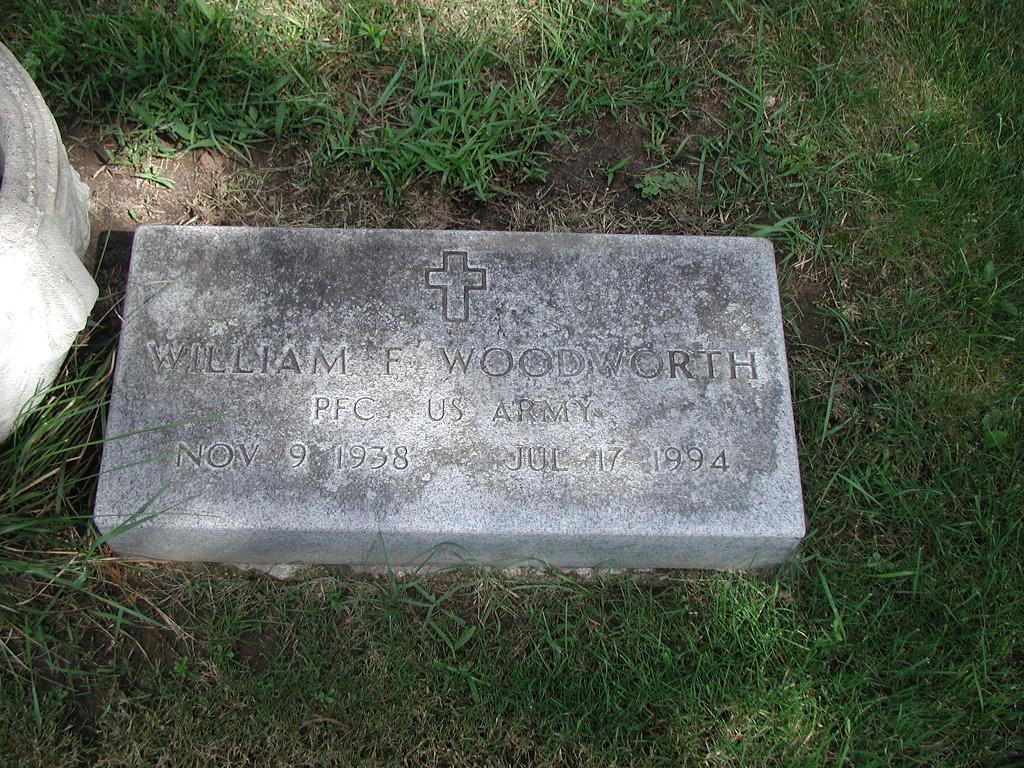 WILLIAM F WOODWORTH
PFC US ARMY
NOV 9 1938 JUL 17 1994